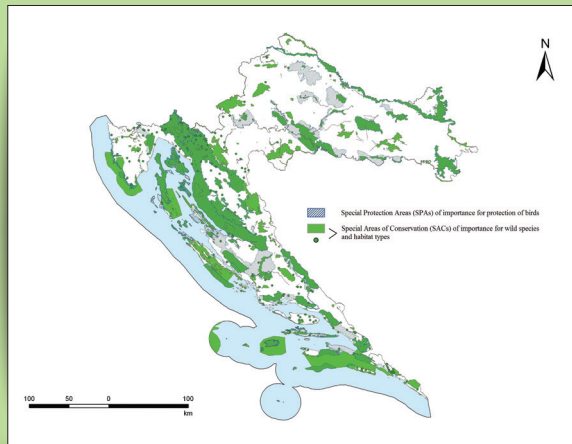 N
Special Protection Areas (SPAs) of importance for protection of birds
Special Areas of Conservation (SACs) of importance for wild species
and habitat types
100 50 0 100
km